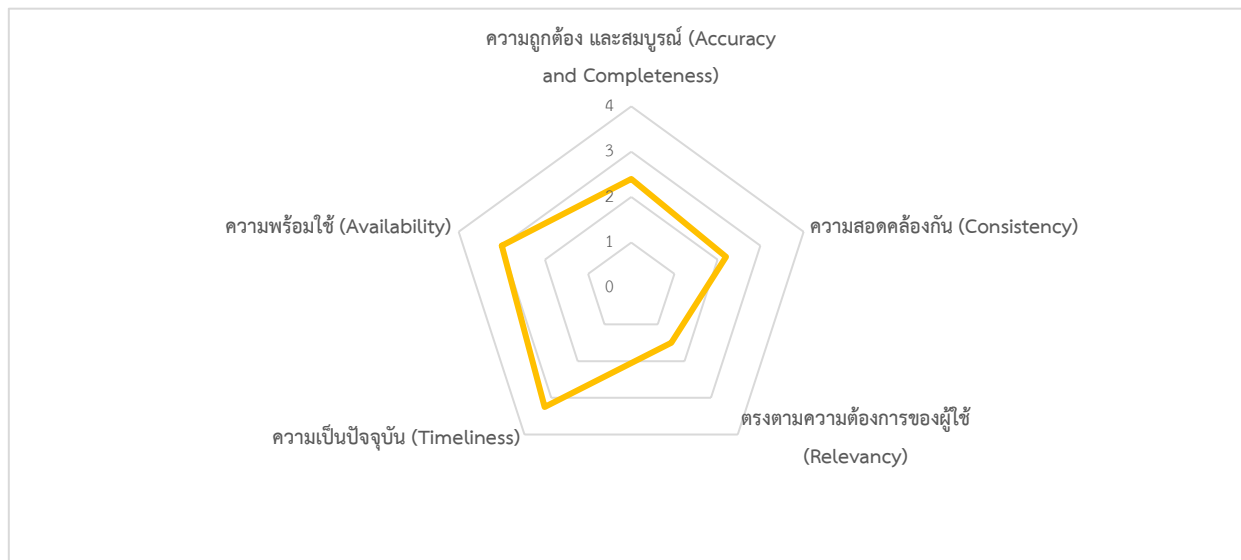 ความถูกต้อง และสมบูรณ์ (Accuracy
and Completeness)
4
3
2
1
0
ความพร้อมใช้ (Availability)
ความสอดคล้องกัน (Consistency)
ความเป็นปัจจุบัน (Timeliness)
ตรงตามความต้องการของผู้ใช้
(Relevancy)